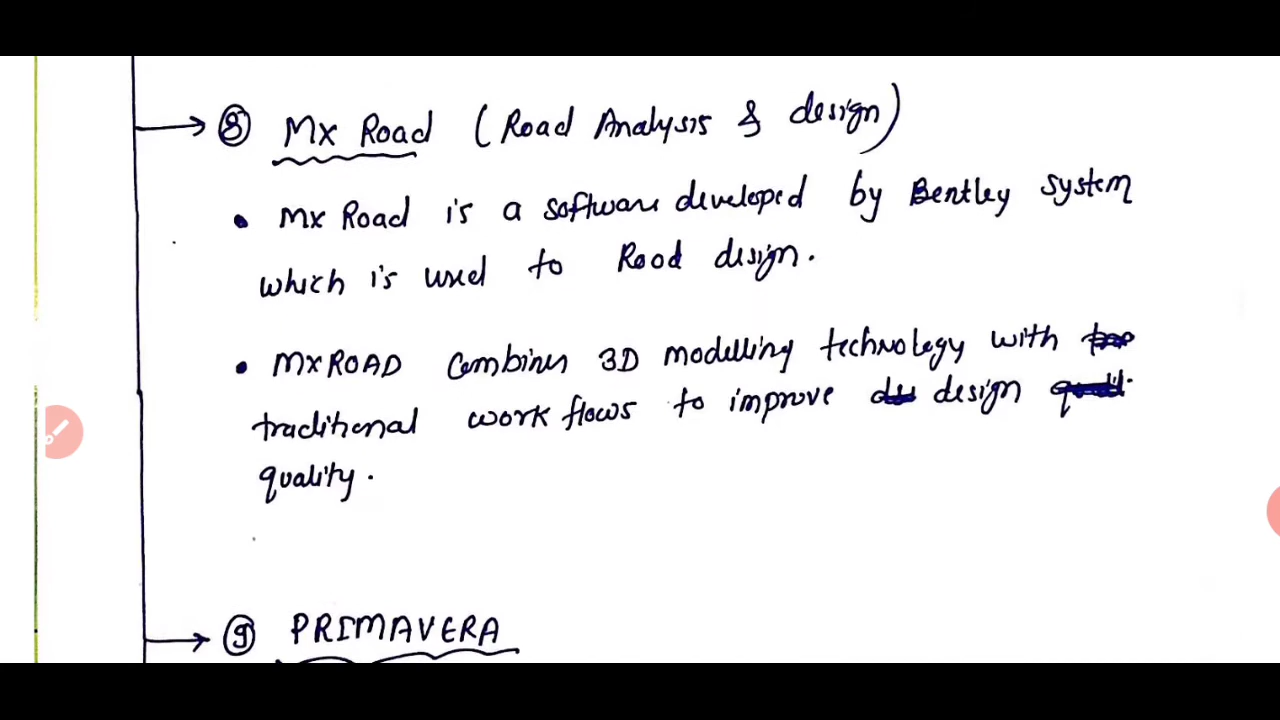 ⑧ Mx Road (Road Analysis & design)
• Mx Road is a software developed by Bentley system
which is used to Road design.
• MXROAD Combines 3D modelling technology with
traditional work flows to improve design
quality.
⑨ PRIMAVERA